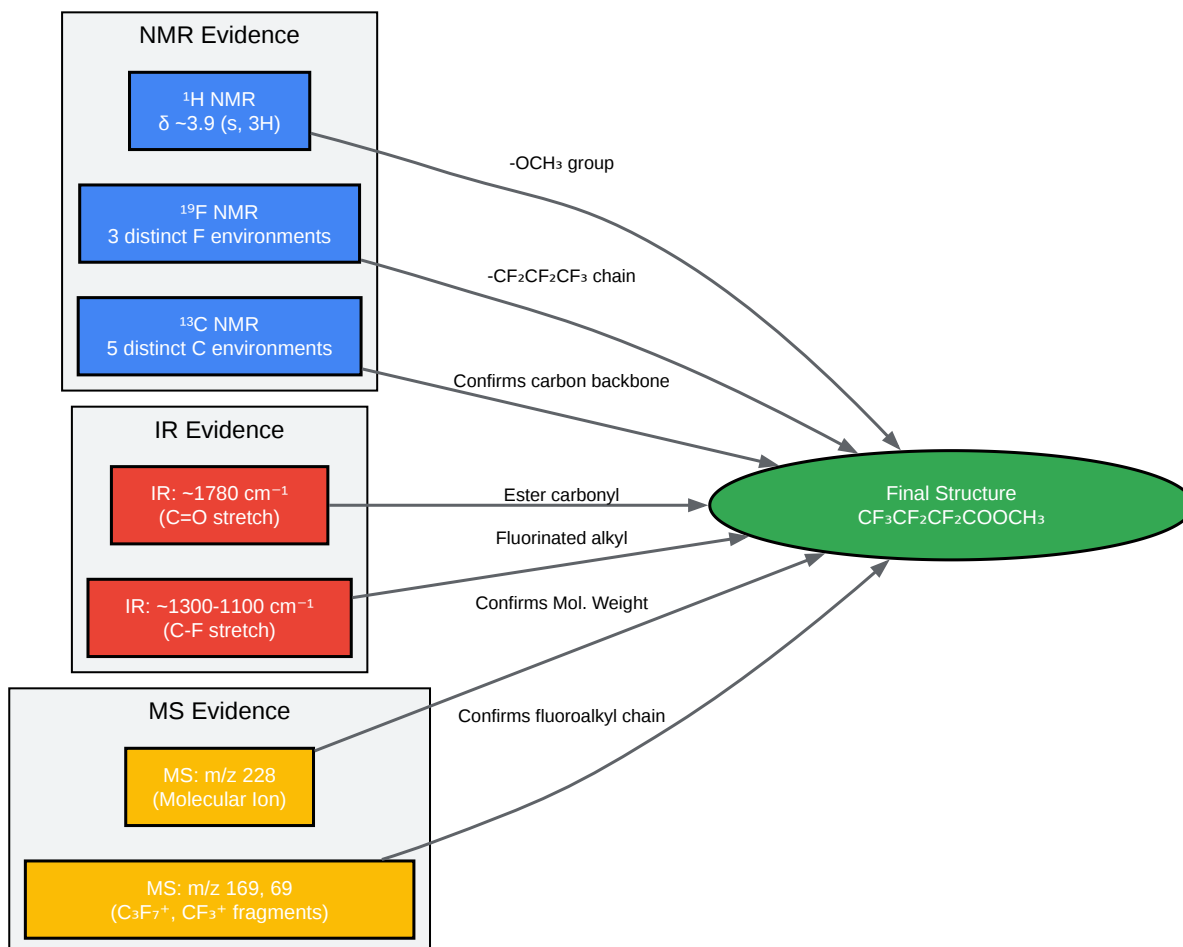 NMR Evidence
¹H NMR
δ ~3.9 (s, 3H)
-OCH₃ group
¹⁹F NMR
3 distinct F environments
-CF₂CF₂CF₃ chain
¹³C NMR
5 distinct C environments
Confirms carbon backbone
IR Evidence
IR: ~1780 cm⁻¹
(C=O stretch)
Ester carbonyl
Final Structure
CF₃CF₂CF₂COOCH₃
Fluorinated alkyl
IR: ~1300-1100 cm⁻¹
(C-F stretch)
Confirms Mol. Weight
MS Evidence
Confirms fluoroalkyl chain
MS: m/z 228
(Molecular Ion)
MS: m/z 169, 69
(C₃F₇⁺, CF₃⁺ fragments)